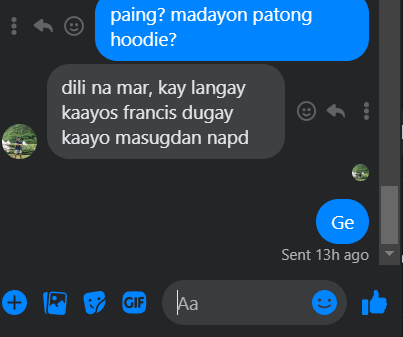 paing? madayon patong
hoodie?
dili na mar, kay langay
kaayos francis dugay
kaayo masugdan napd
Ge
Sent 13h ago
GIF
Aa